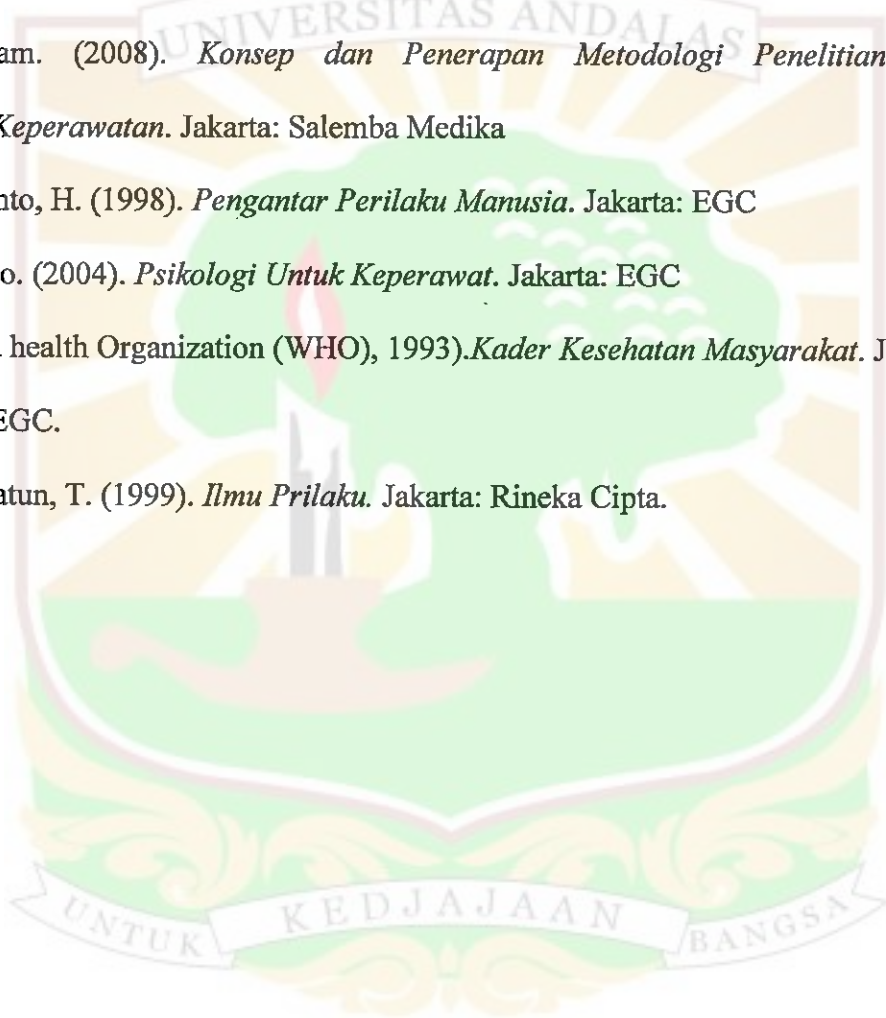 UNIVERSITAS ANDALAS
am. (2008). Konsep dan Penerapan Metodologi Penelitian
Keperawatan. Jakarta: Salemba Medika
nto, H. (1998). Pengantar Perilaku Manusia. Jakarta: EGC
o. (2004). Psikologi Untuk Keperawat. Jakarta: EGC
health Organization (WHO), 1993).Kader Kesehatan Masyarakat. J
EGC.
atun, T. (1999). Ilmu Prilaku. Jakarta: Rineka Cipta.
UNTUK KEDJAJAAN BANGSA